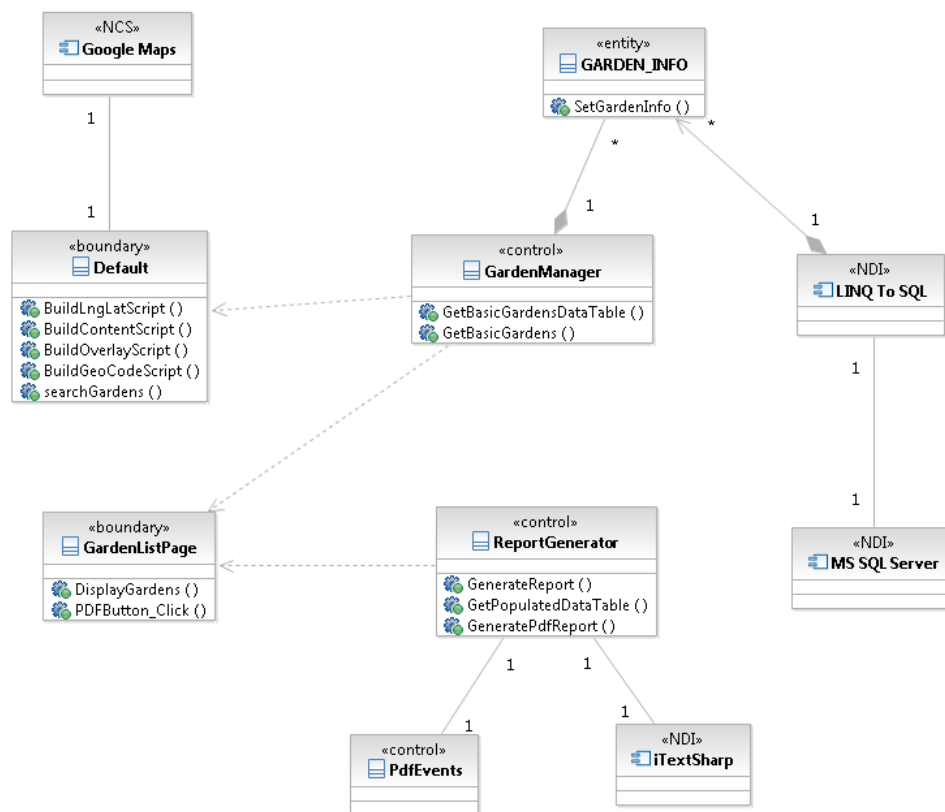 «NCS»
Google Maps
1
1
«entity»
GARDEN_INFO
SetGardenInfo ()
*
*
1
1
«boundary»
Default
BuildLngLatScript ()
BuildContentScript ()
BuildOverlayScript ()
BuildGeoCodeScript ()
searchGardens ()
«control»
GardenManager
GetBasicGardensDataTable ()
GetBasicGardens ()
«NDI»
LINQ To SQL
1
1
«NDI»
MS SQL Server
«boundary»
GardenListPage
DisplayGardens ()
PDFButton_Click ()
«control»
ReportGenerator
GenerateReport ()
GetPopulatedDataTable ()
GeneratePdfReport ()
1
1
1
1
«control»
PdfEvents
«NDI»
iTextSharp